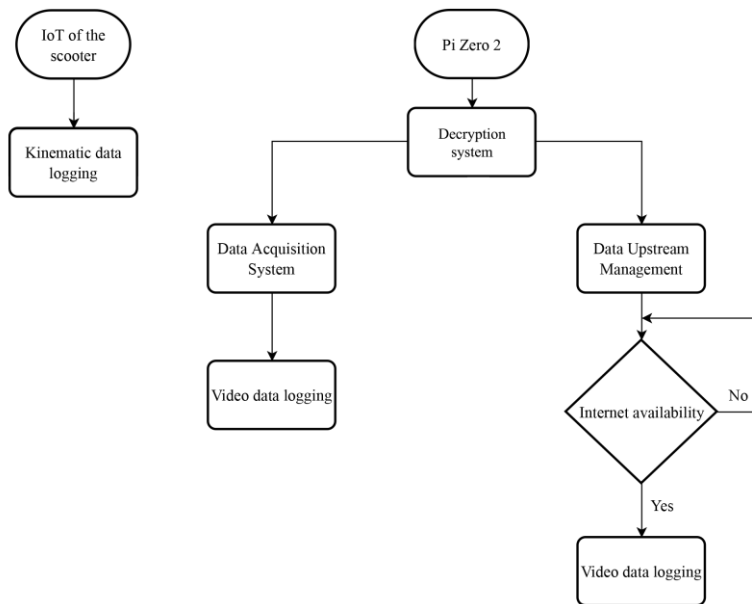 IoT of the
scooter
Pi Zero 2
Kinematic data
logging
Decryption
system
Data Acquisition
System
Data Upstream
Management
Video data logging
Internet availability
No
Yes
Video data logging